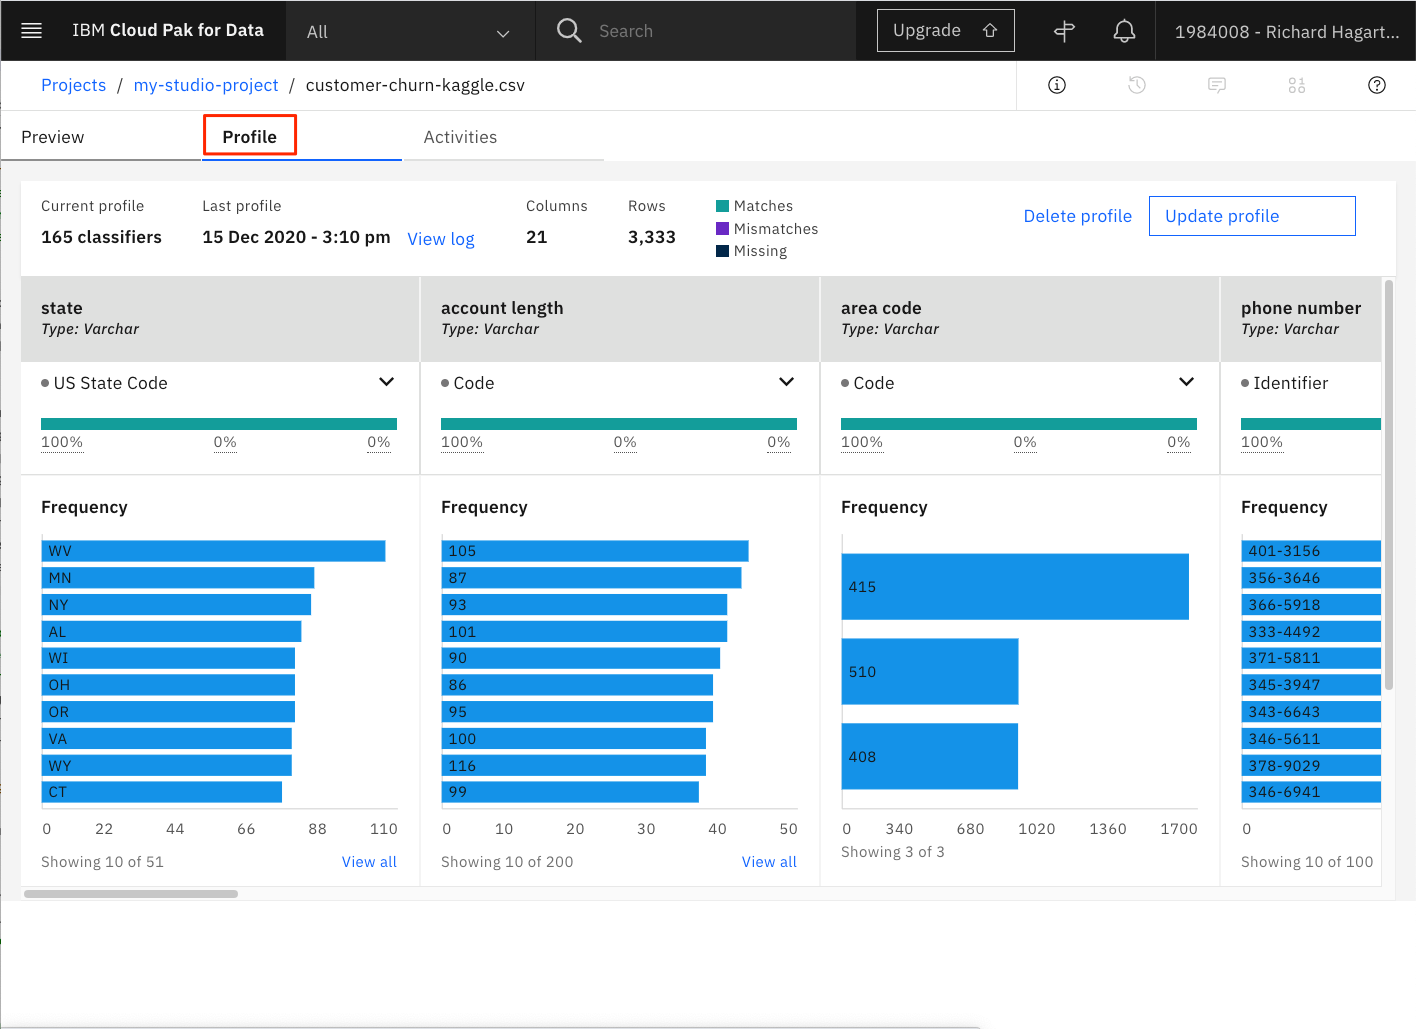 IBM Cloud Pak for Data
All
Search
Upgrade
1984008 - Richard Hagart...
Projects / my-studio-project / customer-churn-kaggle.csv
Preview
Profile
Activities
Current profile
165 classifiers
Last profile
15 Dec 2020 - 3:10 pm
View log
Columns
21
Rows
3,333
Matches
Mismatches
Missing
Delete profile
Update profile
state
Type: Varchar
US State Code
100% 0% 0%
Frequency
WV
MN
NY
AL
WI
OH
OR
VA
WY
CT
0 22 44 66 88 110
Showing 10 of 51
View all
account length
Type: Varchar
Code
100% 0% 0%
Frequency
105
87
93
101
90
86
95
100
116
99
0 10 20 30 40 50
Showing 10 of 200
View all
area code
Type: Varchar
Code
100% 0% 0%
Frequency
415
510
408
0 340 680 1020 1360 1700
Showing 3 of 3
phone number
Type: Varchar
Identifier
100%
Frequency
401-3156
356-3646
366-5918
333-4492
371-5811
345-3947
343-6643
346-5611
378-9029
346-6941
0
Showing 10 of 100